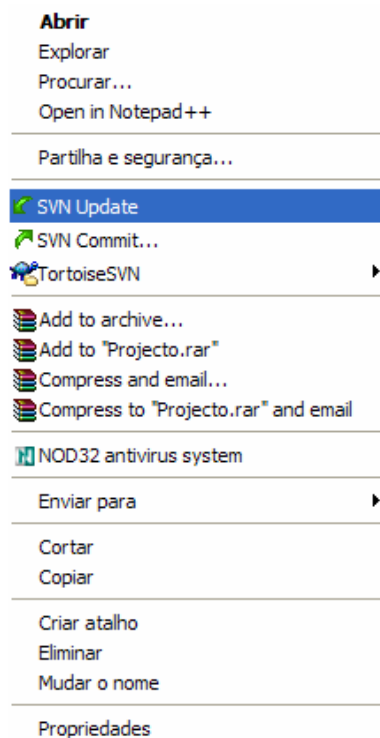 Abrir
Explorar
Procurar...
Open in Notepad++
Partilha e segurança...
SVN Update
SVN Commit...
TortoiseSVN
Add to archive...
Add to "Projecto.rar"
Compress and email...
Compress to "Projecto.rar" and email
NOD32 antivirus system
Enviar para
Cortar
Copiar
Criar atalho
Eliminar
Mudar o nome
Propriedades